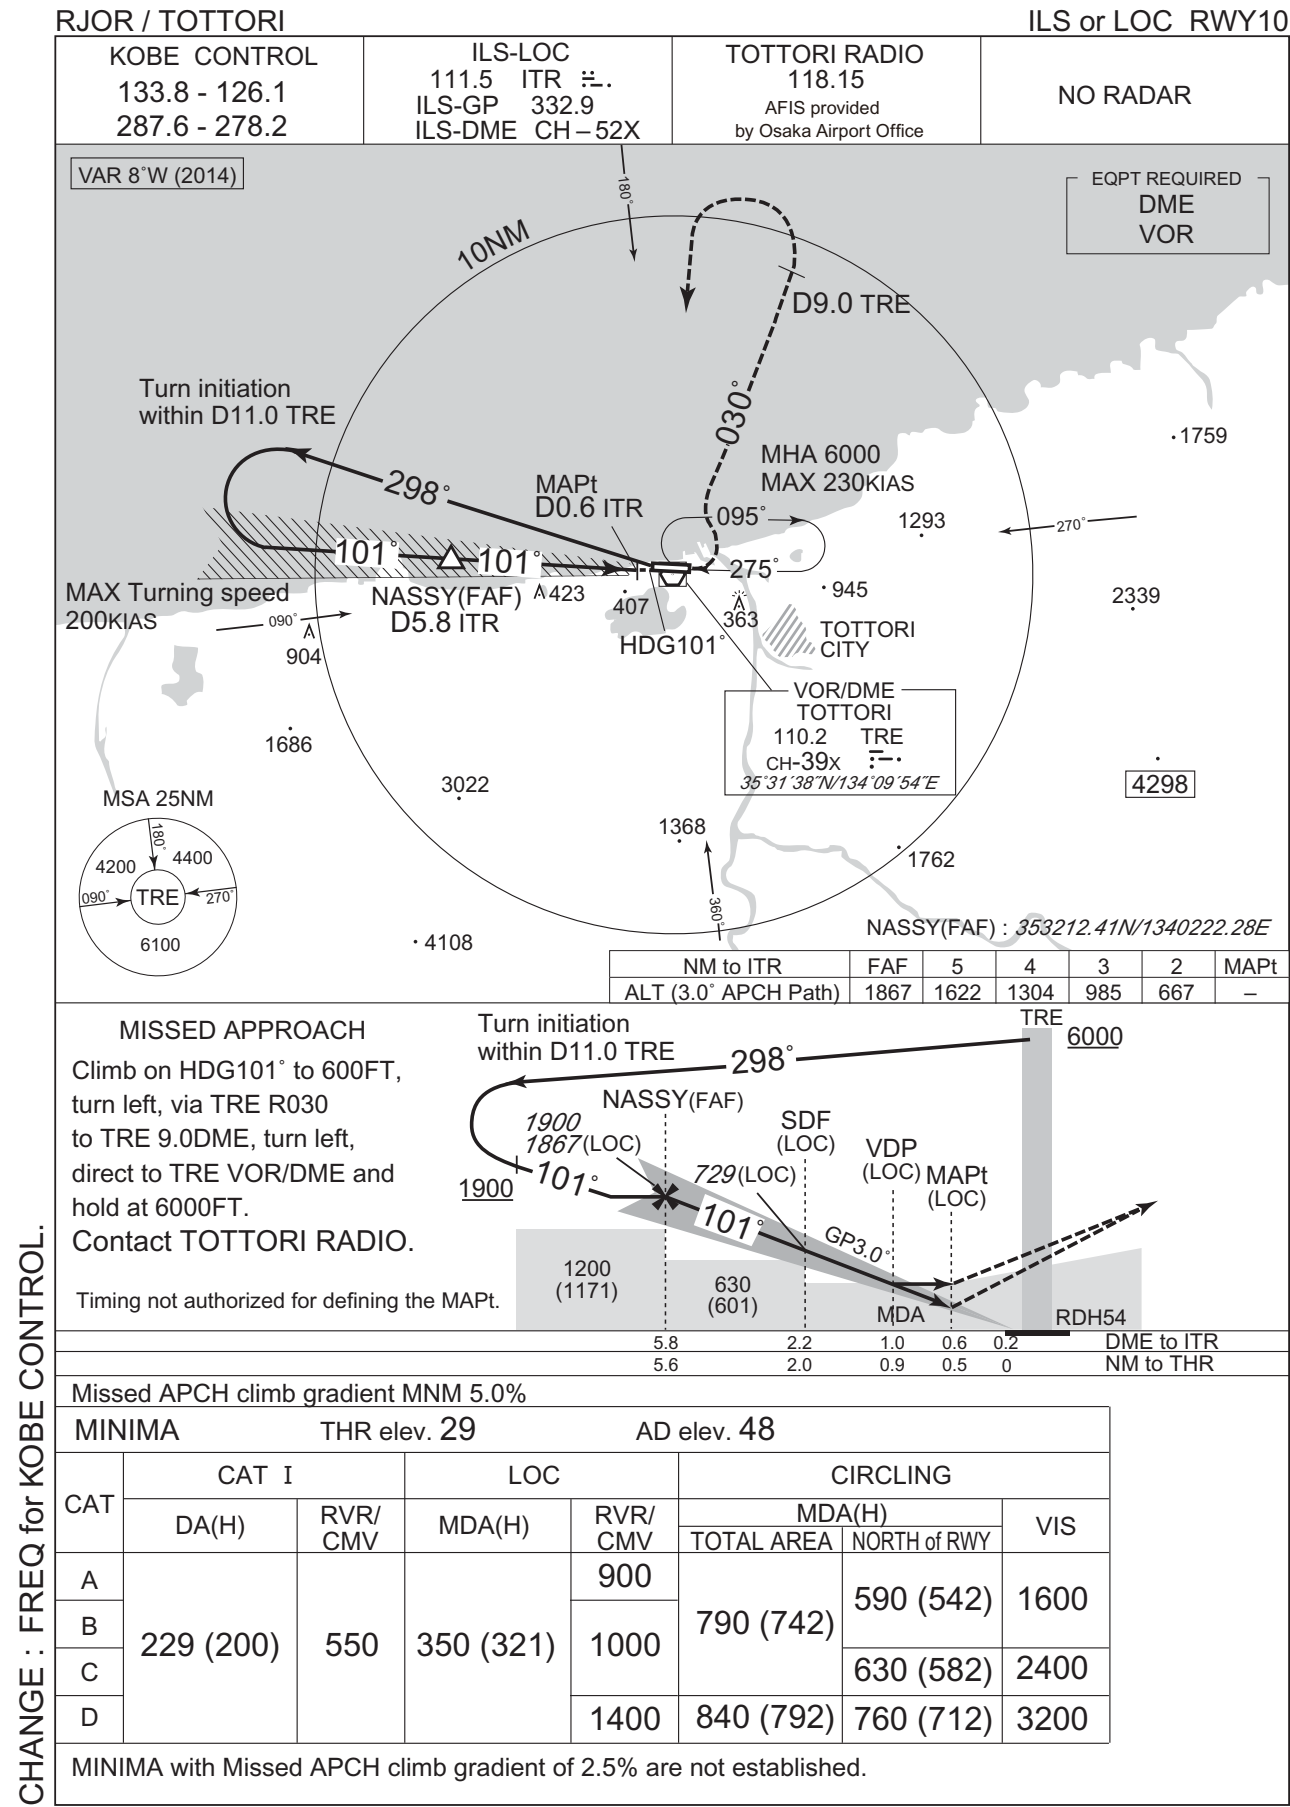 RJOR / TOTTORI
ILS or LOC RWY10
KOBE CONTROL
133.8 - 126.1
287.6 - 278.2
ILS-LOC
111.5 ITR
ILS-GP 332.9
ILS-DME CH – 52X
TOTTORI RADIO
118.15
AFIS provided
by Osaka Airport Office
NO RADAR
VAR 8°W (2014)
EQPT REQUIRED
DME
VOR
180°
10NM
D9.0 TRE
Turn initiation
within D11.0 TRE
030°
1759
298°
MAPt
D0.6 ITR
MHA 6000
MAX 230KIAS
095°
1293
270°
101°
101°
275°
MAX Turning speed
200KIAS
NASSY(FAF)
D5.8 ITR
423
407
363
945
2339
090°
904
HDG101°
TOTTORI
CITY
VOR/DME
TOTTORI
110.2 TRE
CH-39X
35°31´38˝N/134°09´54˝E
1686
3022
4298
MSA 25NM
180°
4200
4400
090°
TRE
270°
6100
1368
1762
360°
4108
NASSY(FAF) : 353212.41N/1340222.28E
NM to ITR FAF 5 4 3 2 MAPt
ALT (3.0° APCH Path) 1867 1622 1304 985 667 –
MISSED APPROACH
Climb on HDG101° to 600FT,
turn left, via TRE R030
to TRE 9.0DME, turn left,
direct to TRE VOR/DME and
hold at 6000FT.
Contact TOTTORI RADIO.
Timing not authorized for defining the MAPt.
Turn initiation
within D11.0 TRE
298°
TRE
6000
NASSY(FAF)
1900
1867(LOC)
SDF
(LOC)
729(LOC)
VDP
(LOC)
MAPt
(LOC)
1900
101°
101°
GP3.0°
1200
(1171)
630
(601)
MDA
RDH54
5.8 2.2 1.0 0.6 0.2 DME to ITR
5.6 2.0 0.9 0.5 0 NM to THR
Missed APCH climb gradient MNM 5.0%
MINIMA THR elev. 29 AD elev. 48
CAT
CAT I
LOC
CIRCLING
DA(H)
RVR/
CMV
MDA(H)
RVR/
CMV
MDA(H)
TOTAL AREA
NORTH of RWY
VIS
A
B
C
D
229 (200)
550
350 (321)
900
1000
1400
790 (742)
840 (792)
590 (542)
630 (582)
760 (712)
1600
2400
3200
MINIMA with Missed APCH climb gradient of 2.5% are not established.
CHANGE : FREQ for KOBE CONTROL.